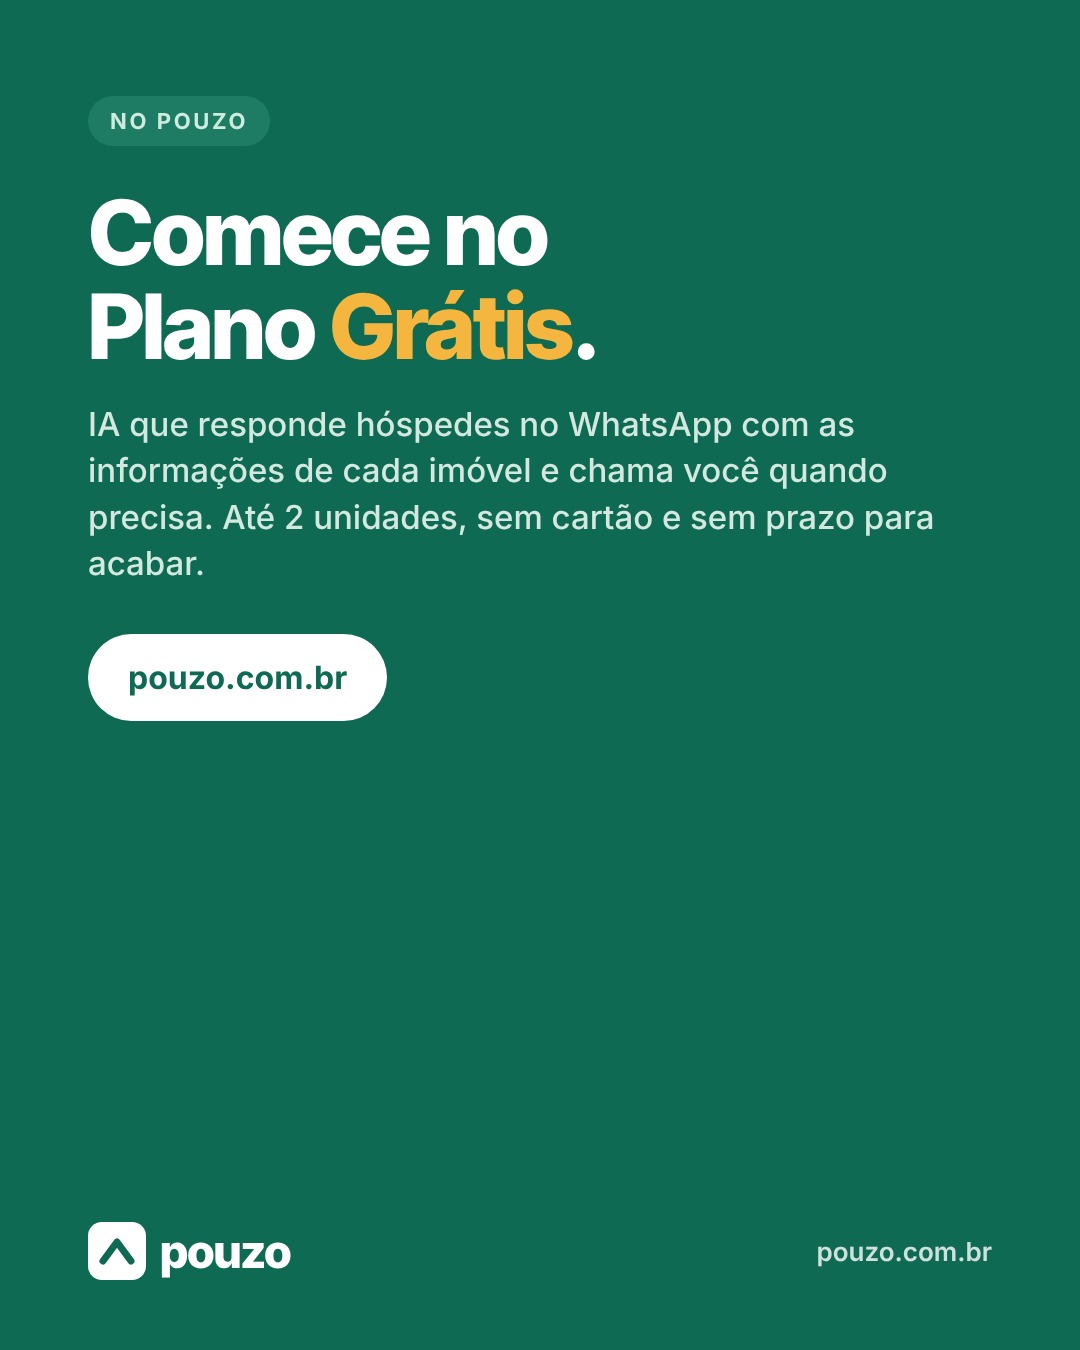 NO POUZO
Comece no
Plano Grátis.
IA que responde hóspedes no WhatsApp com as
informações de cada imóvel e chama você quando
precisa. Até 2 unidades, sem cartão e sem prazo para
acabar.
pouzo.com.br
pouzo
pouzo.com.br